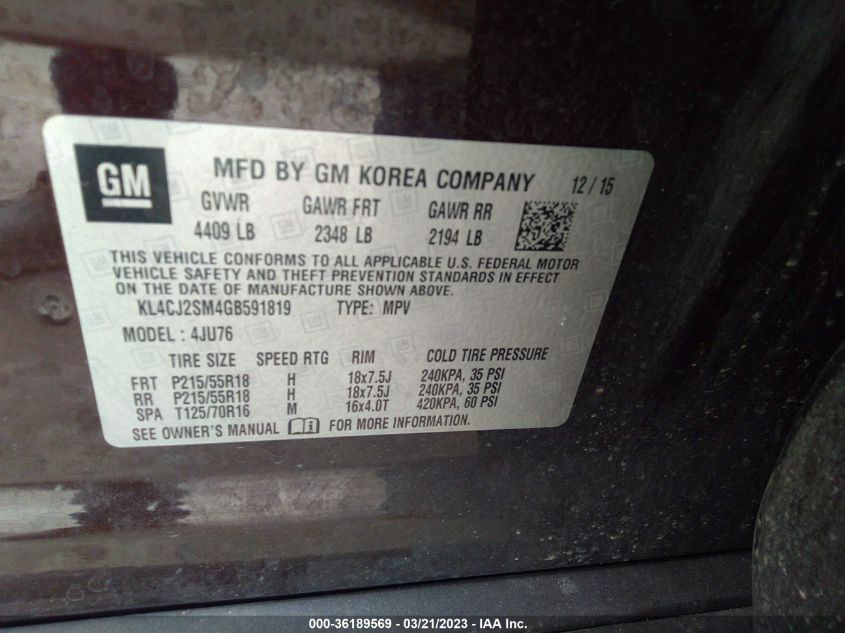 GM
MFD BY GM KOREA COMPANY 12/15
GVWR GAWR FRT GAWR RR
4409 LB 2348 LB 2194 LB
THIS VEHICLE CONFORMS TO ALL APPLICABLE U.S. FEDERAL MOTOR
VEHICLE SAFETY AND THEFT PREVENTION STANDARDS IN EFFECT
ON THE DATE OF MANUFACTURE SHOWN ABOVE.
KL4CJ2SM4GB591819 TYPE: MPV
MODEL: 4JU76
TIRE SIZE SPEED RTG RIM COLD TIRE PRESSURE
FRT P215/55R18 H 18x7.5J 240KPA, 35 PSI
RR P215/55R18 H 18x7.5J 240KPA, 35 PSI
SPA T125/70R16 M 16x4.0T 420KPA, 60 PSI
SEE OWNER'S MANUAL FOR MORE INFORMATION.
000-36189569 - 03/21/2023 - IAA Inc.